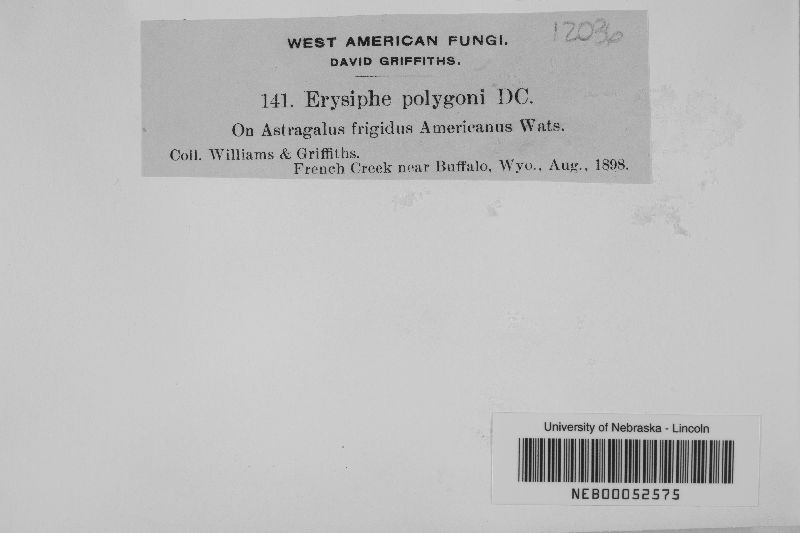 12036
WEST AMERICAN FUNGI.
DAVID GRIFFITHS.
141. Erysiphe polygoni DC.
On Astragalus frigidus Americanus Wats.
Coll. Williams & Griffiths.
French Creek near Buffalo, Wyo., Aug., 1898.
University of Nebraska - Lincoln
NEB00052575